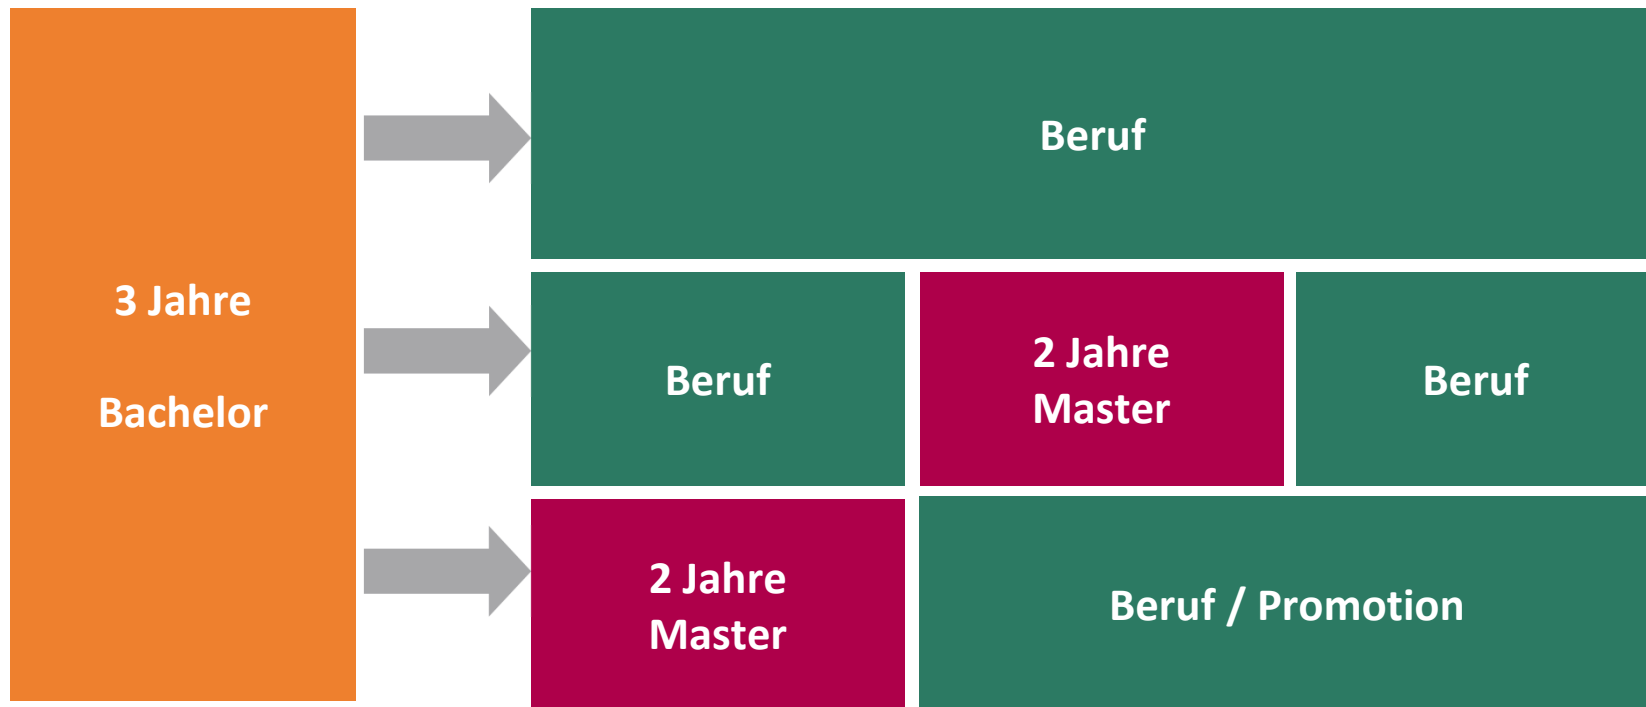 3 Jahre
Bachelor
Beruf
Beruf
2 Jahre
Master
Beruf
2 Jahre
Master
Beruf / Promotion